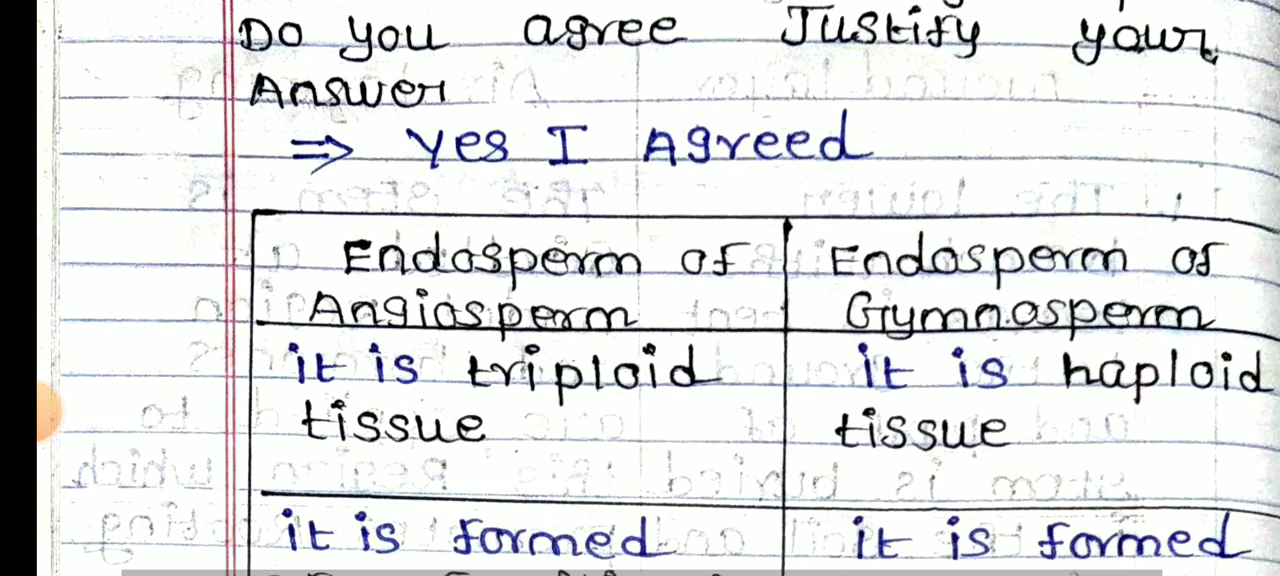 Do you agree Justify your
Answer
⇒ Yes I Agreed
Endosperm of Angiosperm | Endosperm of Gymnosperm
it is triploid tissue | it is haploid tissue
it is formed | it is formed